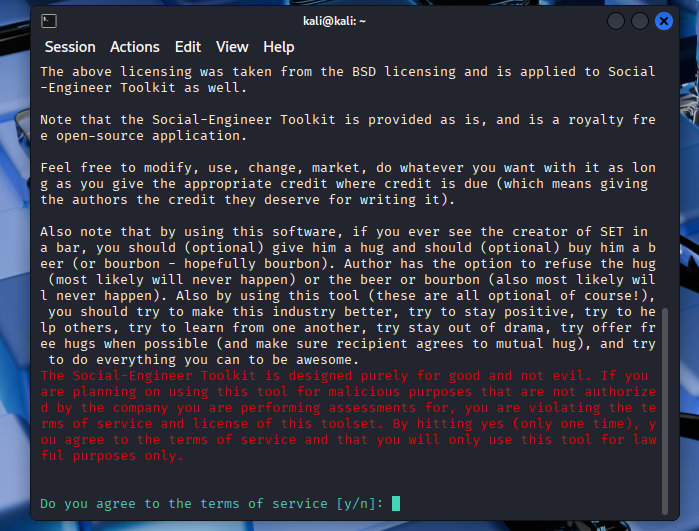 kali@kali: ~
Session Actions Edit View Help
The above licensing was taken from the BSD licensing and is applied to Social
-Engineer Toolkit as well.
Note that the Social-Engineer Toolkit is provided as is, and is a royalty fre
e open-source application.
Feel free to modify, use, change, market, do whatever you want with it as lon
g as you give the appropriate credit where credit is due (which means giving
the authors the credit they deserve for writing it).
Also note that by using this software, if you ever see the creator of SET in
a bar, you should (optional) give him a hug and should (optional) buy him a b
eer (or bourbon - hopefully bourbon). Author has the option to refuse the hug
(most likely will never happen) or the beer or bourbon (also most likely wil
l never happen). Also by using this tool (these are all optional of course!),
you should try to make this industry better, try to stay positive, try to he
lp others, try to learn from one another, try stay out of drama, try offer fr
ee hugs when possible (and make sure recipient agrees to mutual hug), and try
to do everything you can to be awesome.
The Social-Engineer Toolkit is designed purely for good and not evil. If you
are planning on using this tool for malicious purposes that are not authorize
d by the company you are performing assessments for, you are violating the te
rms of service and license of this toolset. By hitting yes (only one time), y
ou agree to the terms of service and that you will only use this tool for law
ful purposes only.
Do you agree to the terms of service [y/n]: